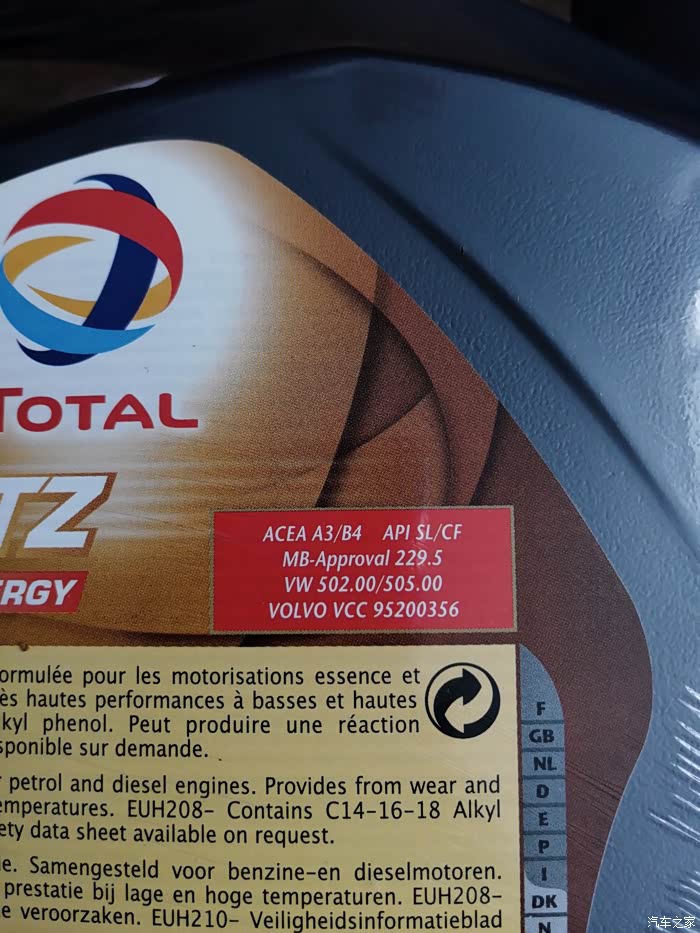 TOTAL
TZ
ERGY
ACEA A3/B4 API SL/CF
MB-Approval 229.5
VW 502.00/505.00
VOLVO VCC 95200356
ormulée pour les motorisations essence et
ès hautes performances à basses et hautes
kyl phenol. Peut produire une réaction
sponible sur demande.
petrol and diesel engines. Provides from wear and
emperatures. EUH208- Contains C14-16-18 Alkyl
ety data sheet available on request.
ie. Samengesteld voor benzine-en dieselmotoren.
prestatie bij lage en hoge temperaturen. EUH208-
e veroorzaken. EUH210- Veiligheidsinformatieblad
F
GB
NL
D
E
P
I
DK
N
汽车之家